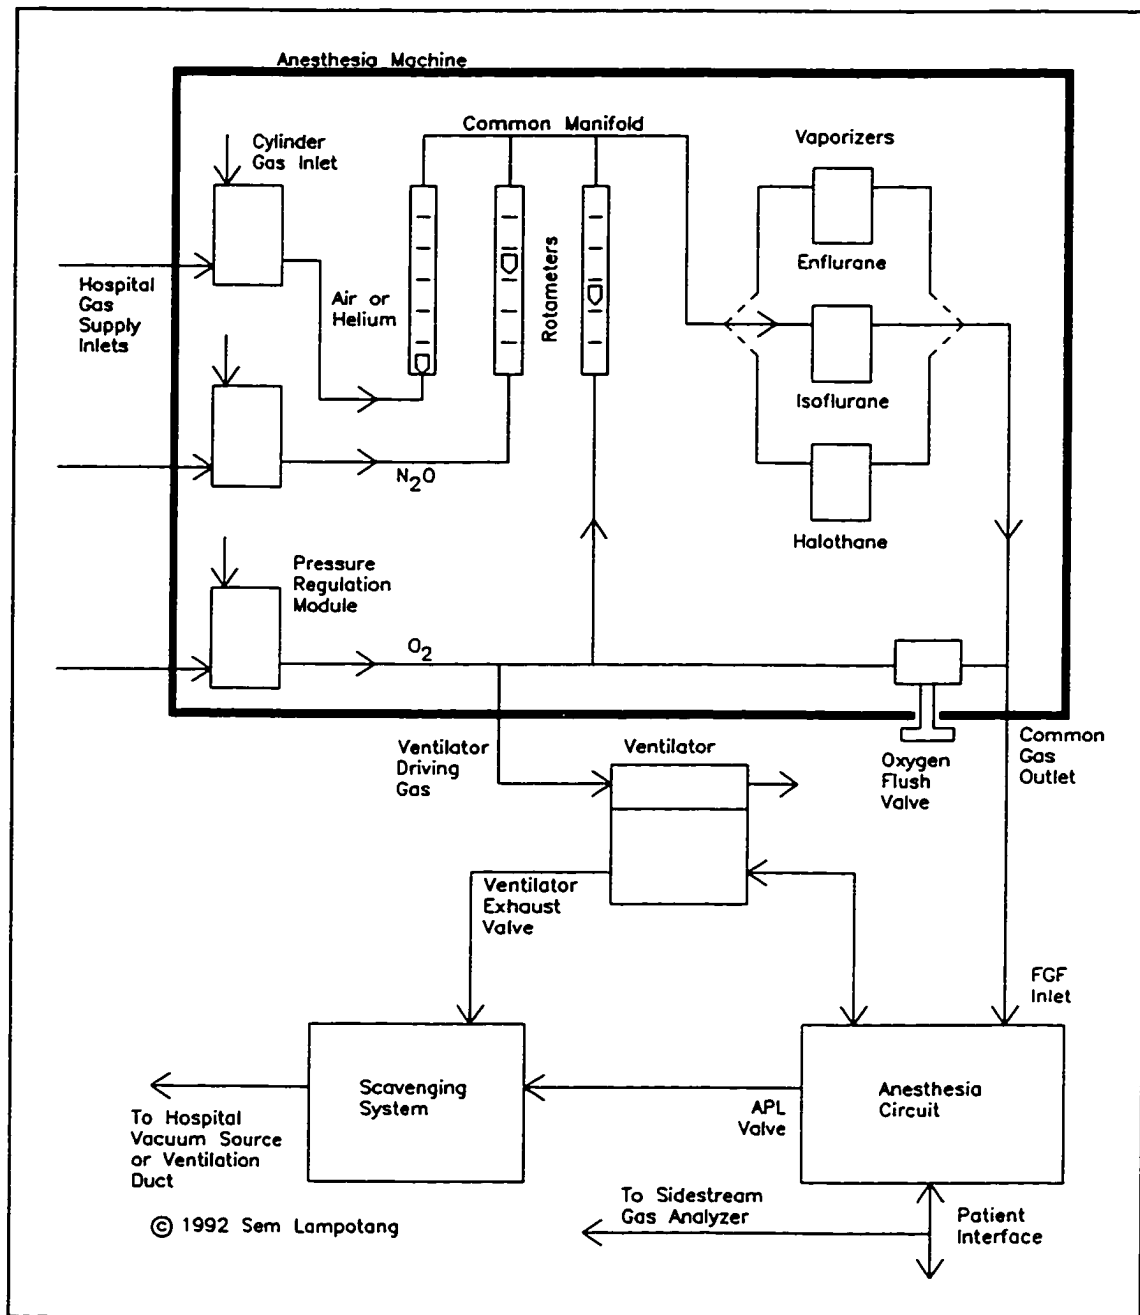 Anesthesia Machine
Common Manifold
Vaporizers
Cylinder
Gas Inlet
Hospital
Gas
Supply
Inlets
Air or
Helium
Rotameters
Enflurane
Isoflurane
Halothane
N2O
Pressure
Regulation
Module
O2
Ventilator
Driving
Gas
Ventilator
Oxygen
Flush
Valve
Common
Gas
Outlet
Ventilator
Exhaust
Valve
FGF
Inlet
Scavenging
System
APL
Valve
Anesthesia
Circuit
To Hospital
Vacuum Source
or Ventilation
Duct
To Sidestream
Gas Analyzer
Patient
Interface
© 1992 Sem Lampotang